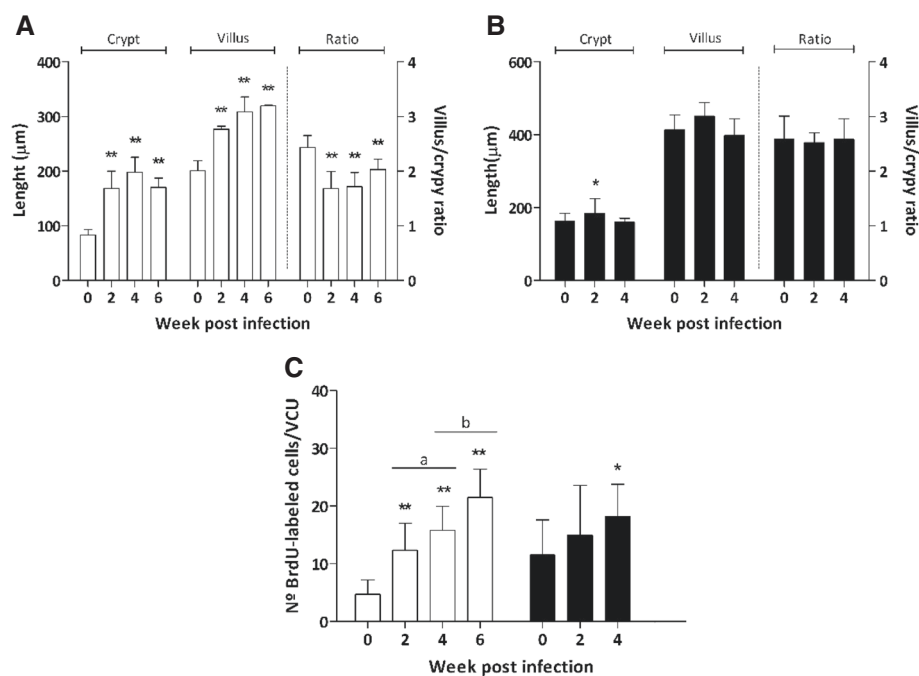 A
Crypt Villus Ratio
400
300
200
100
0
Lenght (μm)
** ** ** ** ** ** ** ** **
4
3
2
1
0
Villus/crypy ratio
0 2 4 6 0 2 4 6 0 2 4 6
Week post infection
B
Crypt Villus Ratio
600
400
200
0
Length(μm)
*
4
3
2
1
0
Villus/crypy ratio
0 2 4 0 2 4 0 2 4
Week post infection
C
40
30
20
10
0
Nº BrdU-labeled cells/VCU
b
a
** ** ** *
0 2 4 6 0 2 4
Week post infection